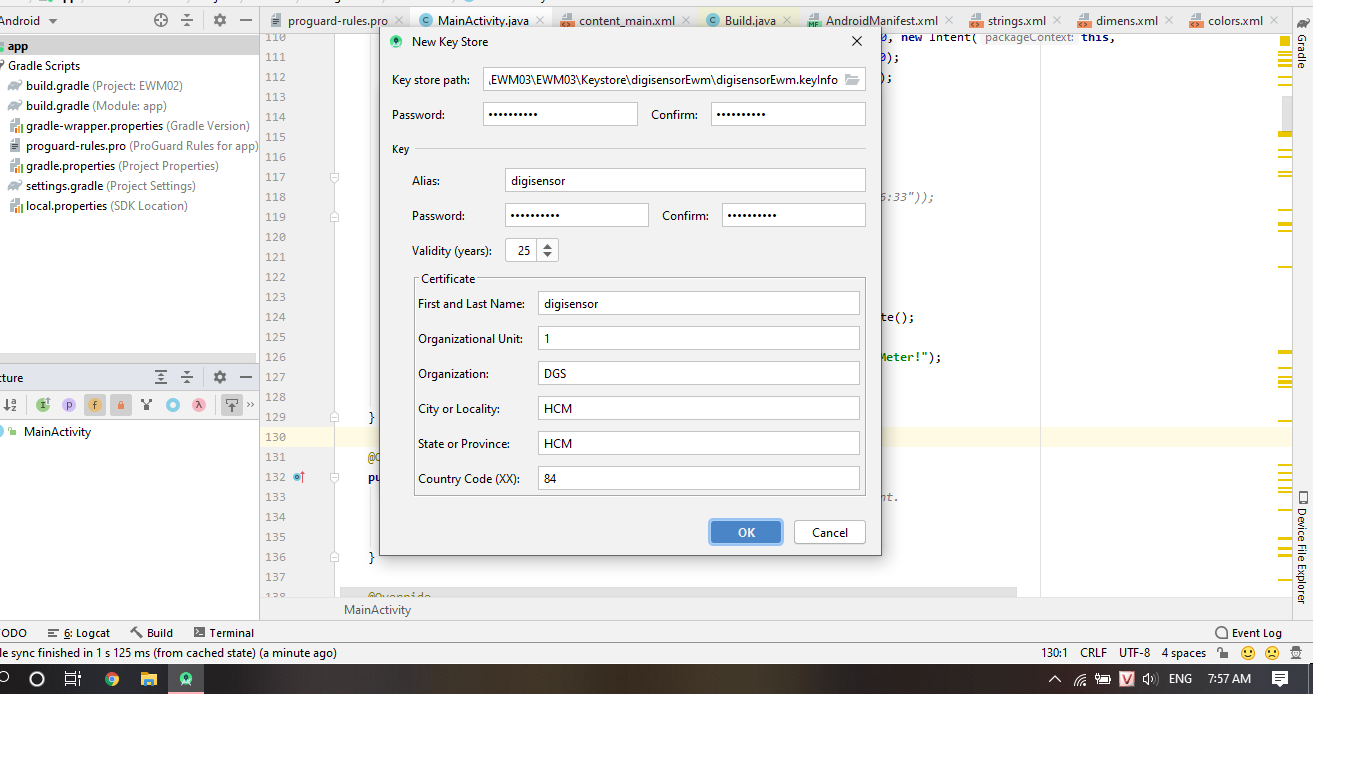 Android
proguard-rules.pro MainActivity.java content_main.xml Build.java AndroidManifest.xml strings.xml dimens.xml colors.xml
app
Gradle Scripts
build.gradle (Project: EWM02)
build.gradle (Module: app)
gradle-wrapper.properties (Gradle Version)
proguard-rules.pro (ProGuard Rules for app)
gradle.properties (Project Properties)
settings.gradle (Project Settings)
local.properties (SDK Location)
cture
MainActivity
110 0, new Intent( packageContext: this,
111 0);
112 );
113
114
115
116
117
118 6:33"));
119
120
121
122
123
124 te();
125
126 Meter!");
127
128
129 }
130
131 @O
132 pu
133 nt.
134
135
136 }
137
138 @Override
MainActivity
New Key Store
Key store path: .EWM03\EWM03\Keystore\digisensorEwm\digisensorEwm.keyInfo
Password: •••••••••• Confirm: ••••••••••
Key
Alias: digisensor
Password: •••••••••• Confirm: ••••••••••
Validity (years): 25
Certificate
First and Last Name: digisensor
Organizational Unit: 1
Organization: DGS
City or Locality: HCM
State or Province: HCM
Country Code (XX): 84
OK Cancel
Gradle
Device File Explorer
ODO 6: Logcat Build Terminal Event Log
le sync finished in 1 s 125 ms (from cached state) (a minute ago) 130:1 CRLF UTF-8 4 spaces
ENG 7:57 AM